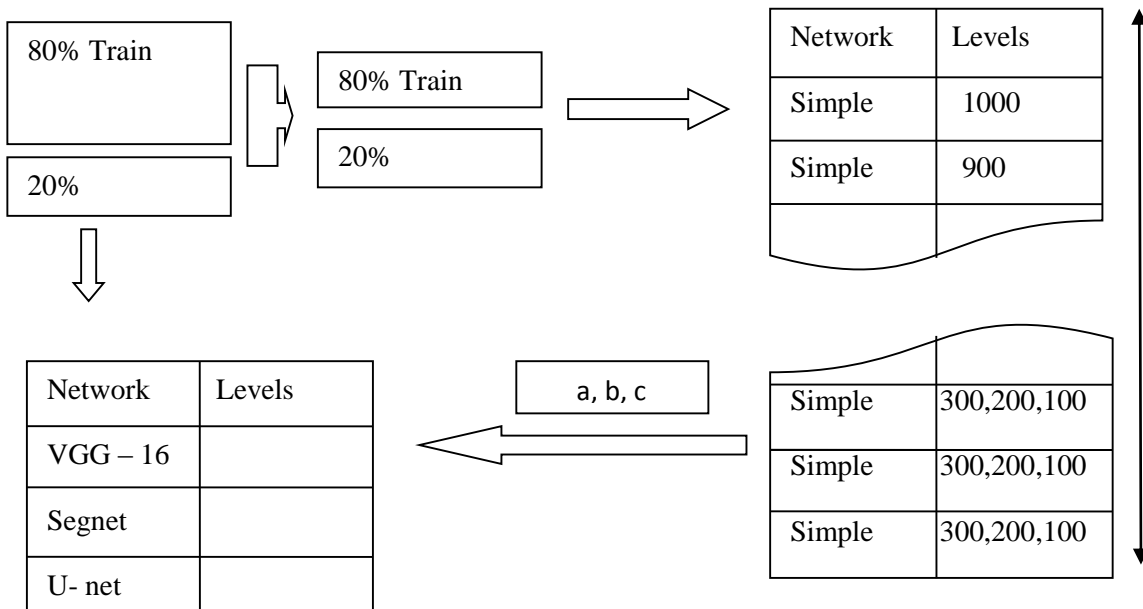 80% Train
20%
80% Train
20%
Network Levels
Simple 1000
Simple 900
Simple 300,200,100
Simple 300,200,100
Simple 300,200,100
a, b, c
Network Levels
VGG – 16
Segnet
U- net